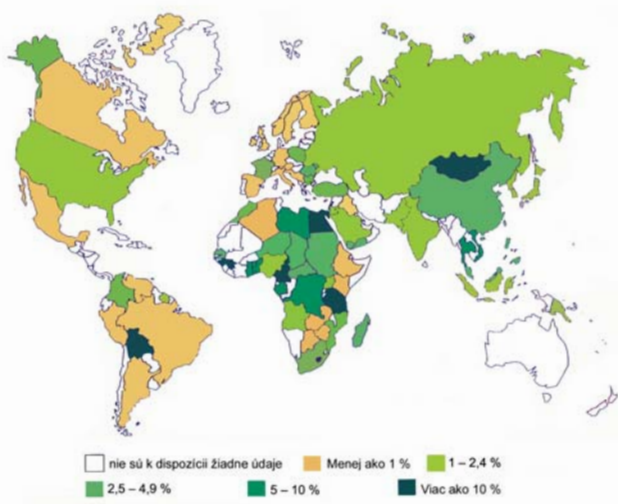 nie sú k dispozícii žiadne údaje Menej ako 1 % 1 – 2,4 %
2,5 – 4,9 % 5 – 10 % Viac ako 10 %